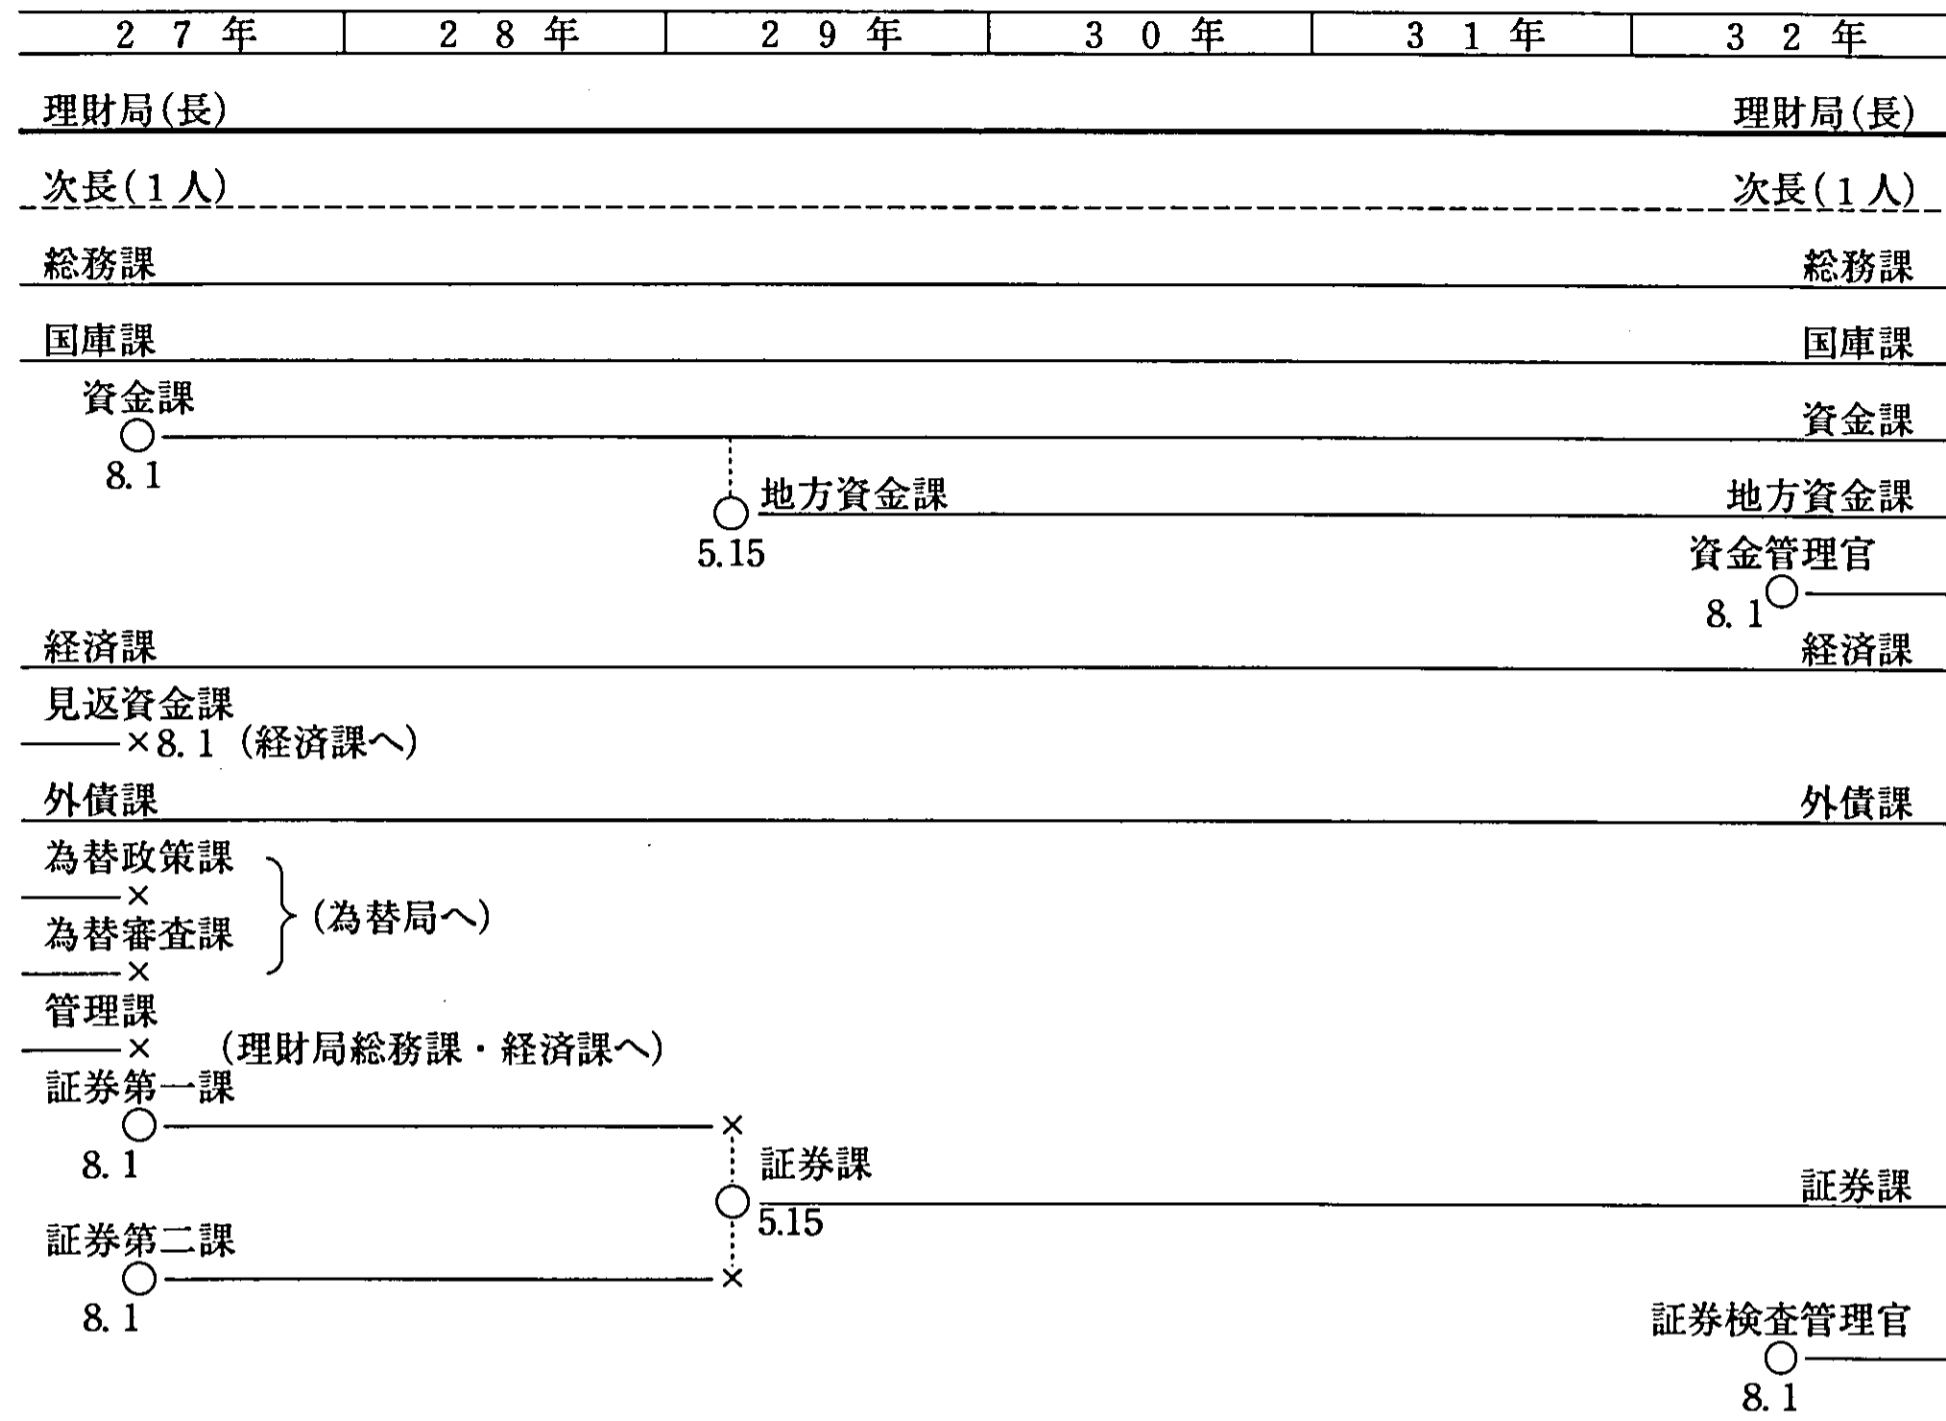 27年 28年 29年 30年 31年 32年
理財局(長) 理財局(長)
次長(1人) 次長(1人)
総務課 総務課
国庫課 国庫課
資金課 資金課
8.1
地方資金課 地方資金課
5.15
資金管理官
8.1
経済課 経済課
見返資金課
×8.1 (経済課へ)
外債課 外債課
為替政策課
×
(為替局へ)
為替審査課
×
管理課
× (理財局総務課・経済課へ)
証券第一課
×
8.1
証券課 証券課
5.15
証券第二課
×
8.1
証券検査管理官
8.1